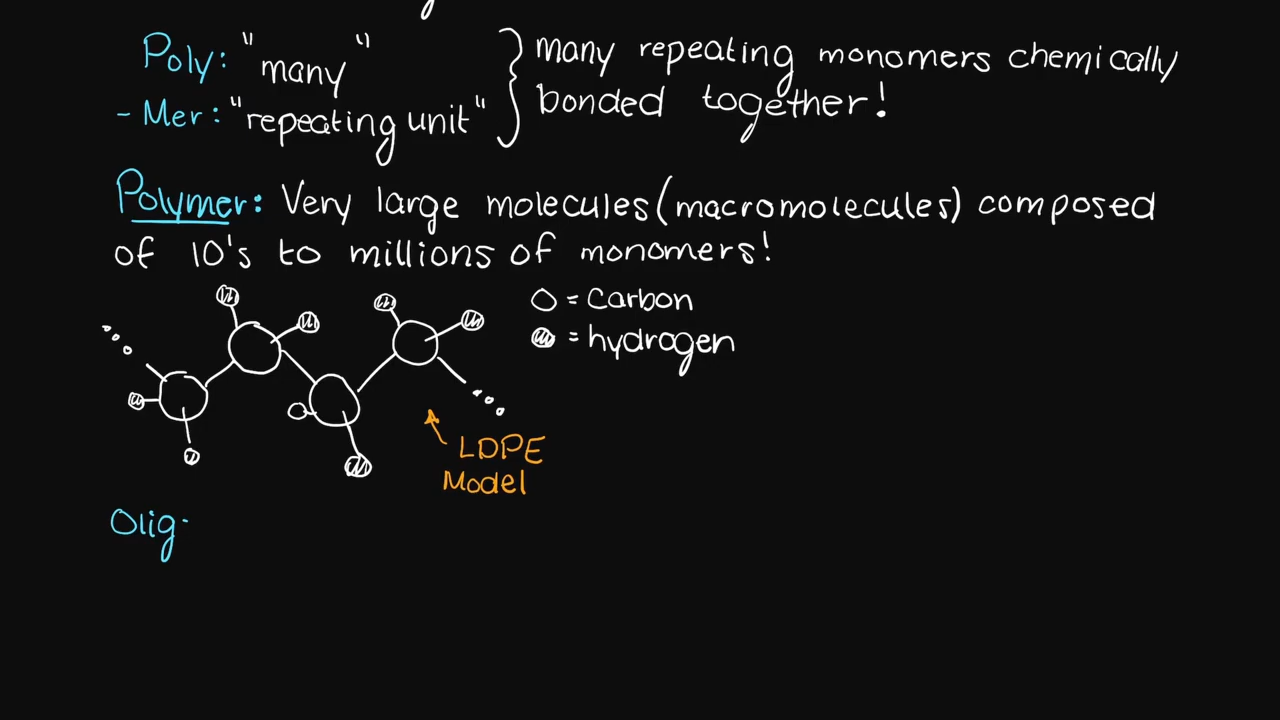 Poly: "many"
- Mer: "repeating unit"
many repeating monomers chemically
bonded together!
Polymer: Very large molecules (macromolecules) composed
of 10's to millions of monomers!
= carbon
= hydrogen
LDPE
Model
Olig